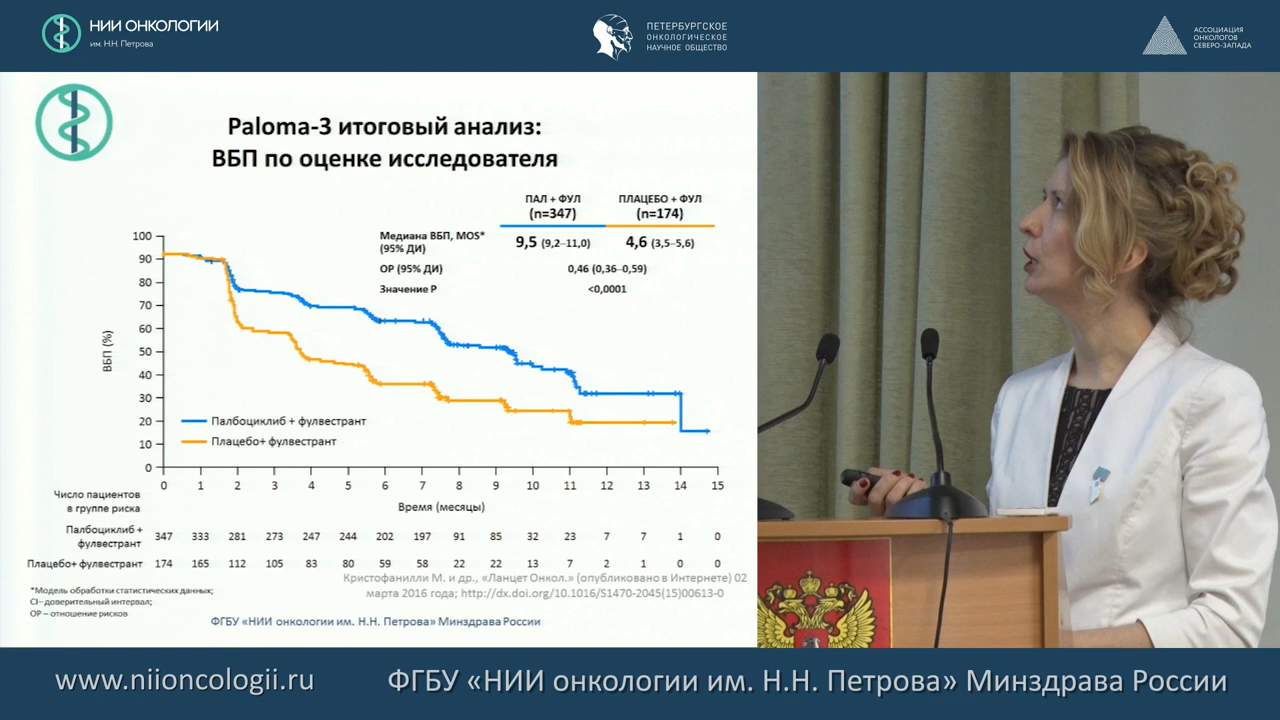 НИИ ОНКОЛОГИИ
им. Н.Н. Петрова
ПЕТЕРБУРГСКОЕ
ОНКОЛОГИЧЕСКОЕ
НАУЧНОЕ ОБЩЕСТВО
АССОЦИАЦИЯ
ОНКОЛОГОВ
СЕВЕРО-ЗАПАДА
Paloma-3 итоговый анализ:
ВБП по оценке исследователя
ПАЛ + ФУЛ ПЛАЦЕБО + ФУЛ
(n=347) (n=174)
Медиана ВБП, MOS*
(95% ДИ)
9,5 (9,2–11,0) 4,6 (3,5–5,6)
ОР (95% ДИ) 0,46 (0,36–0,59)
Значение P <0,0001
ВБП (%)
100
90
80
70
60
50
40
30
20
10
0
Палбоциклиб + фулвестрант
Плацебо+ фулвестрант
0 1 2 3 4 5 6 7 8 9 10 11 12 13 14 15
Время (месяцы)
Число пациентов
в группе риска
Палбоциклиб +
фулвестрант
347 333 281 273 247 244 202 197 91 85 32 23 7 7 1 0
Плацебо+ фулвестрант 174 165 112 105 83 80 59 58 22 22 13 7 2 1 0 0
Кристофанилли М. и др., «Ланцет Онкол.» (опубликовано в Интернете) 02
марта 2016 года; http://dx.doi.org/10.1016/S1470-2045(15)00613-0
*Модель обработки статистических данных;
CI– доверительный интервал;
ОР – отношение рисков
ФГБУ «НИИ онкологии им. Н.Н. Петрова» Минздрава России
www.niioncologii.ru
ФГБУ «НИИ онкологии им. Н.Н. Петрова» Минздрава России